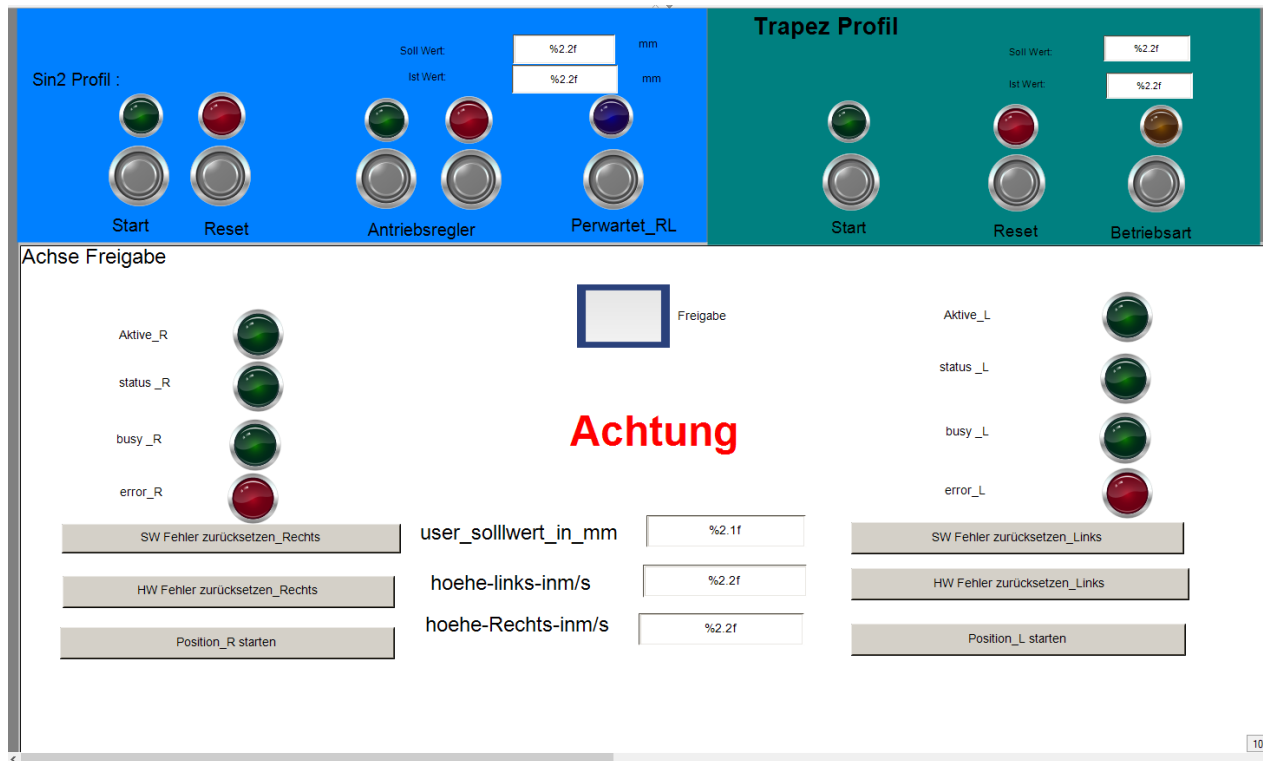 Trapez Profil
Soll Wert: %2.2f mm
Soll Wert: %2.2f
Ist Wert: %2.2f mm
Ist Wert: %2.2f
Sin2 Profil :
Start Reset Antriebsregler Perwartet_RL
Start Reset Betriebsart
Achse Freigabe
Freigabe
Aktive_R
Aktive_L
status _R
status _L
Achtung
busy _R
busy _L
error_R
error_L
SW Fehler zurücksetzen_Rechts
user_solllwert_in_mm %2.1f
SW Fehler zurücksetzen_Links
HW Fehler zurücksetzen_Rechts
hoehe-links-inm/s %2.2f
HW Fehler zurücksetzen_Links
Position_R starten
hoehe-Rechts-inm/s %2.2f
Position_L starten
10